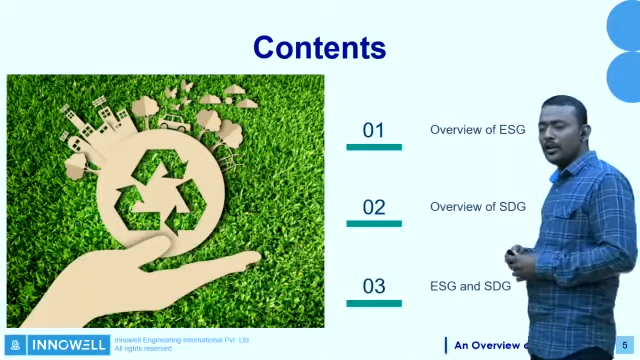 Contents
01
Overview of ESG
02
Overview of SDG
03
ESG and SDG
INNOWELL
Innowell Engineering International Pvt. Ltd
All rights reserved
An Overview
5